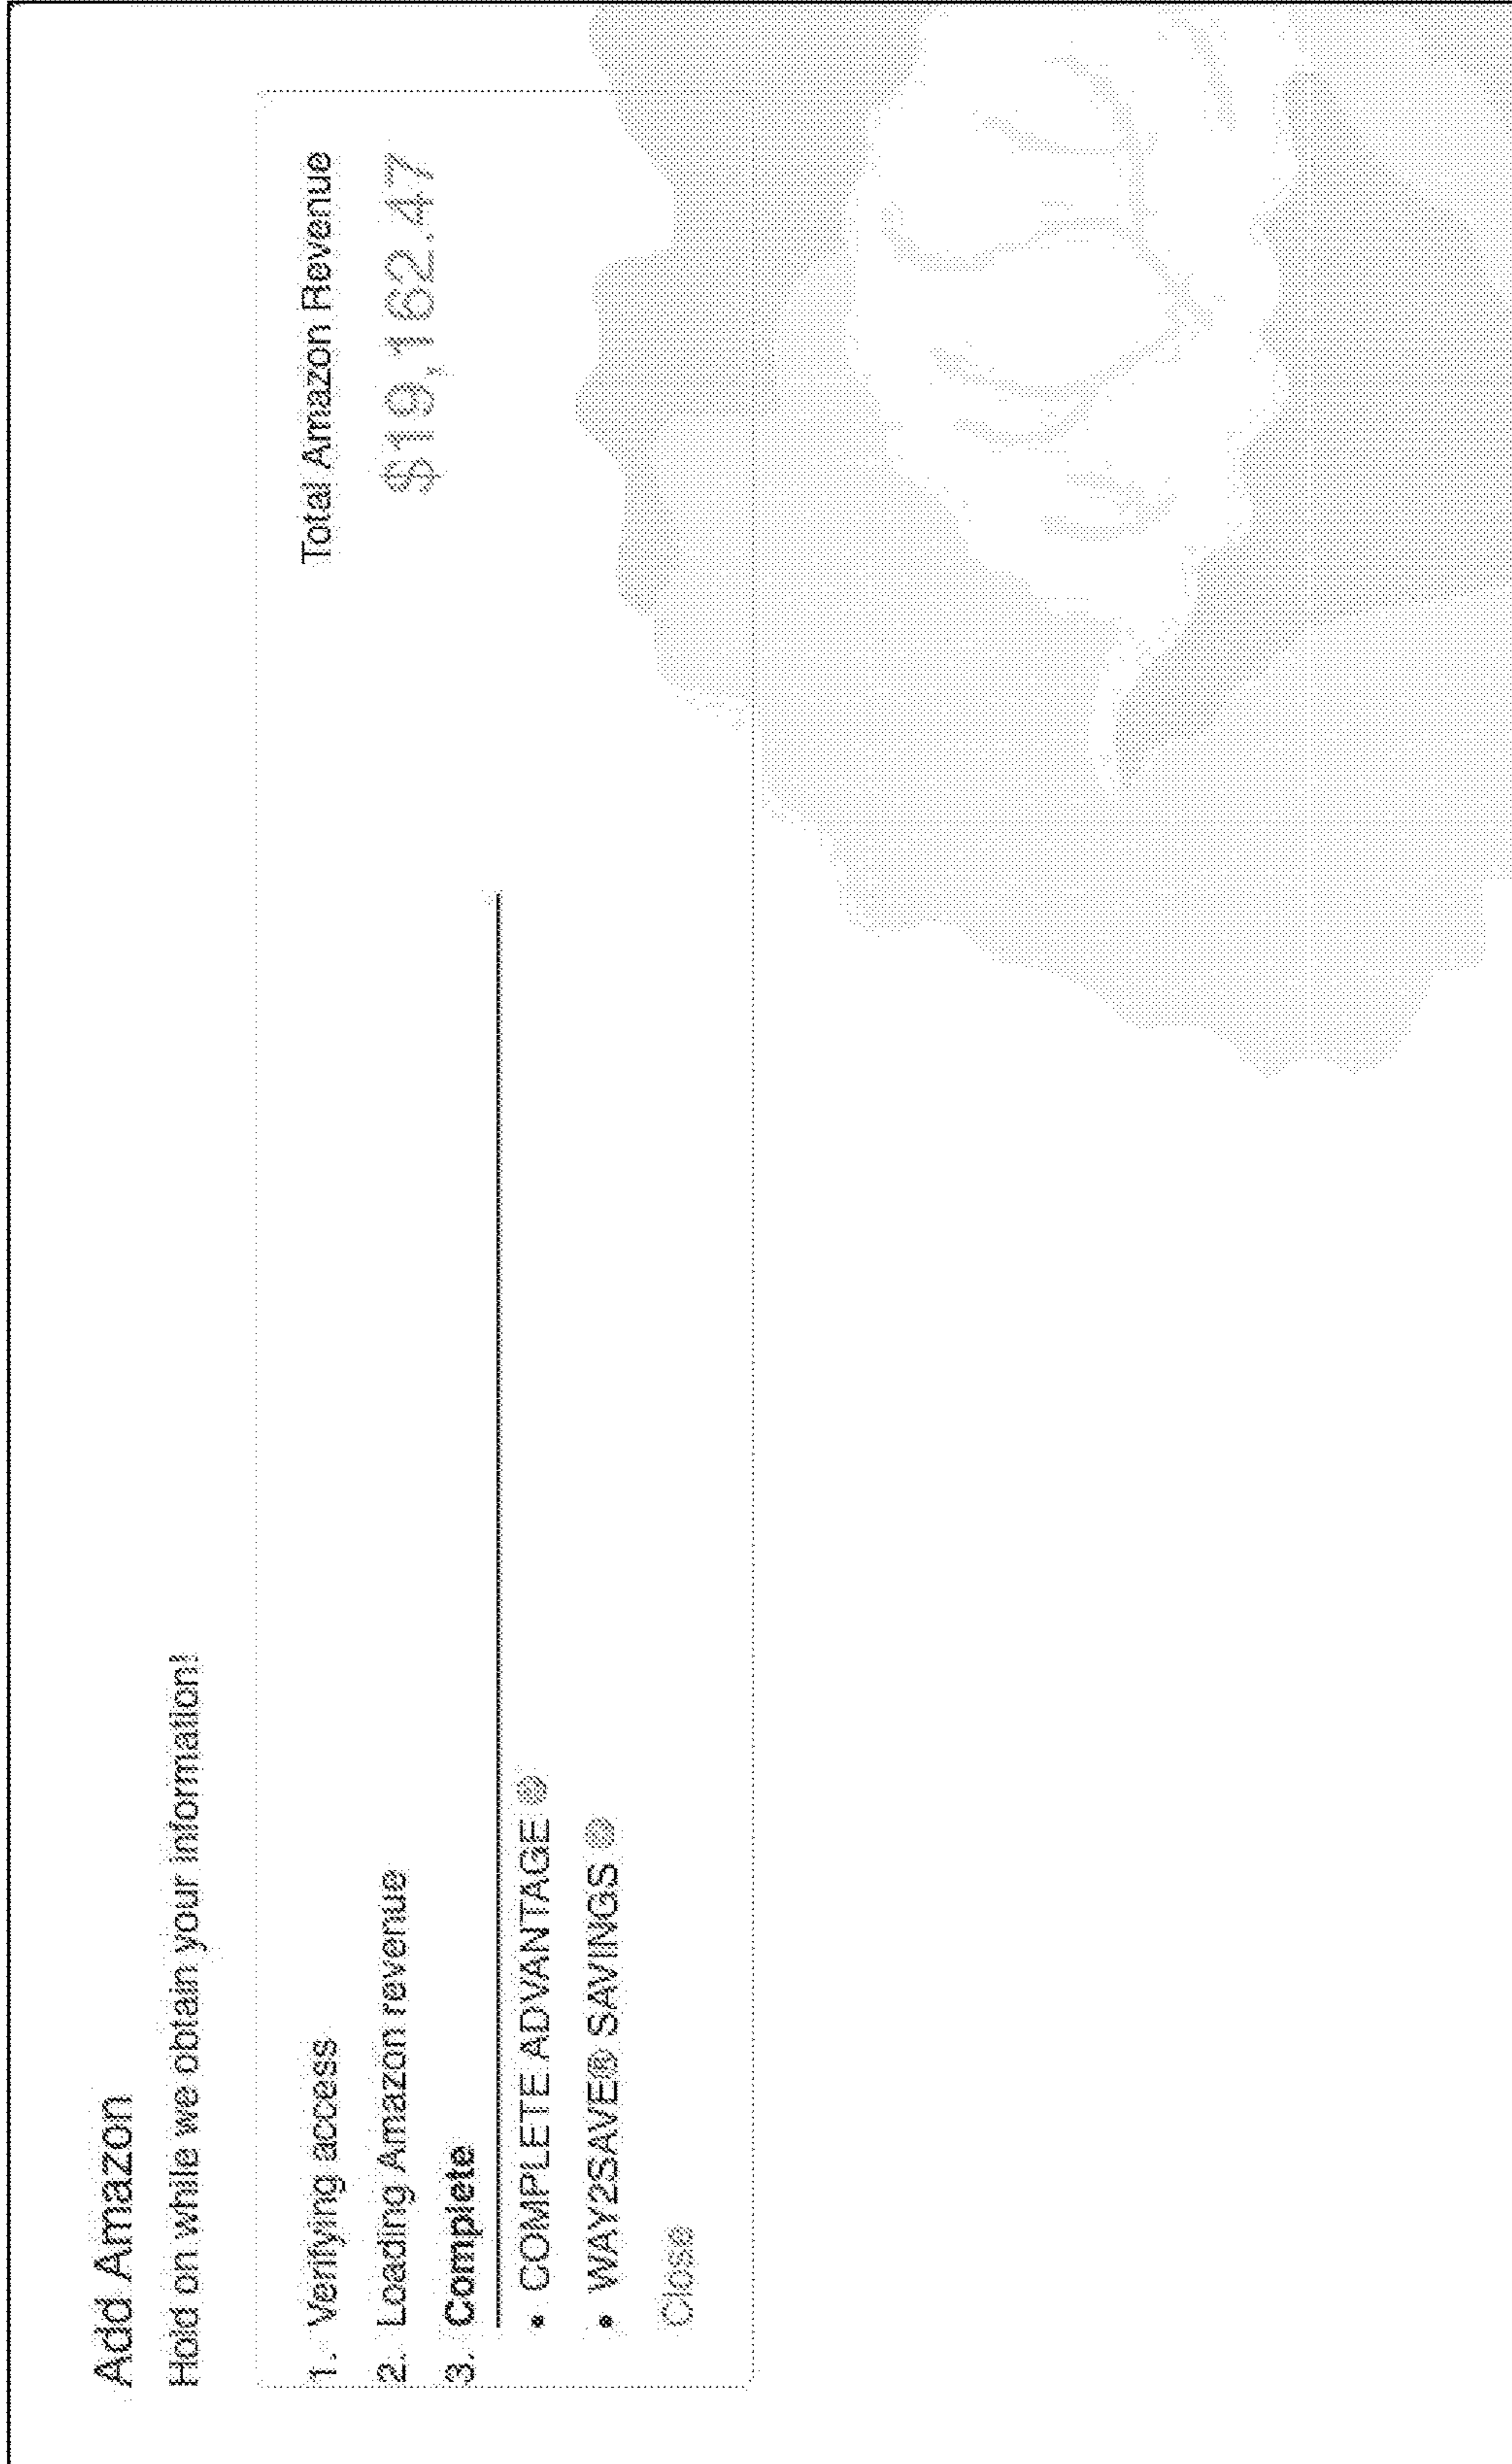 Add Amazon
Hold on while we obtain your information!
Total Amazon Revenue
$19,162.47
1. Verifying access
2. Loading Amazon revenue
3. Complete
• COMPLETE ADVANTAGE
• WAY2SAVE® SAVINGS
Close